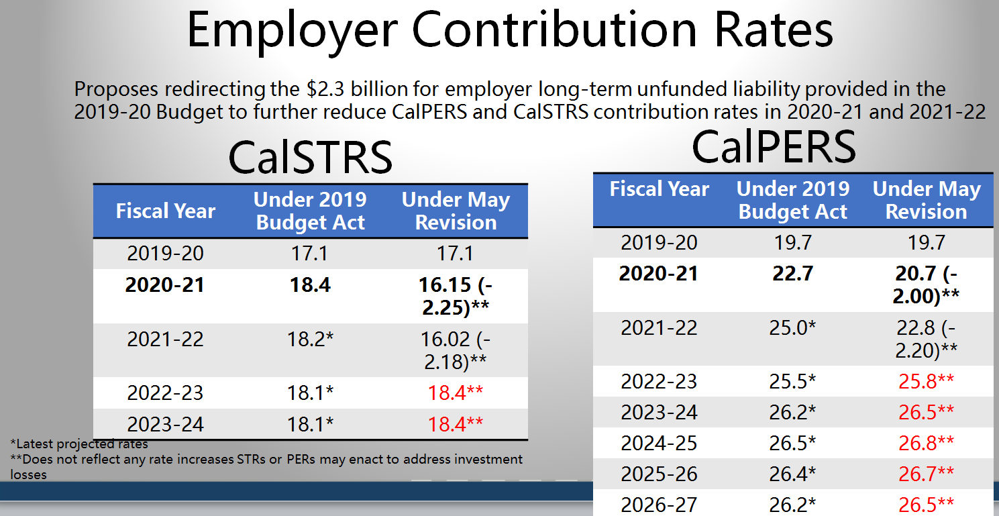 Employer Contribution Rates
Proposes redirecting the $2.3 billion for employer long-term unfunded liability provided in the
2019-20 Budget to further reduce CalPERS and CalSTRS contribution rates in 2020-21 and 2021-22
CalSTRS
Fiscal Year Under 2019 Under May
Budget Act Revision
2019-20 17.1 17.1
2020-21 18.4 16.15 (-
2.25)**
2021-22 18.2* 16.02 (-
2.18)**
2022-23 18.1* 18.4**
2023-24 18.1* 18.4**
*Latest projected rates
**Does not reflect any rate increases STRs or PERs may enact to address investment
losses
CalPERS
Fiscal Year Under 2019 Under May
Budget Act Revision
2019-20 19.7 19.7
2020-21 22.7 20.7 (-
2.00)**
2021-22 25.0* 22.8 (-
2.20)**
2022-23 25.5* 25.8**
2023-24 26.2* 26.5**
2024-25 26.5* 26.8**
2025-26 26.4* 26.7**
2026-27 26.2* 26.5**